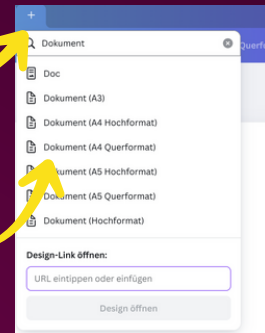 +
Dokument
Querfo
Doc
Dokument (A3)
Dokument (A4 Hochformat)
Dokument (A4 Querformat)
Dokument (A5 Hochformat)
Dokument (A5 Querformat)
Dokument (Hochformat)
Design-Link öffnen:
URL eintippen oder einfügen
Design öffnen